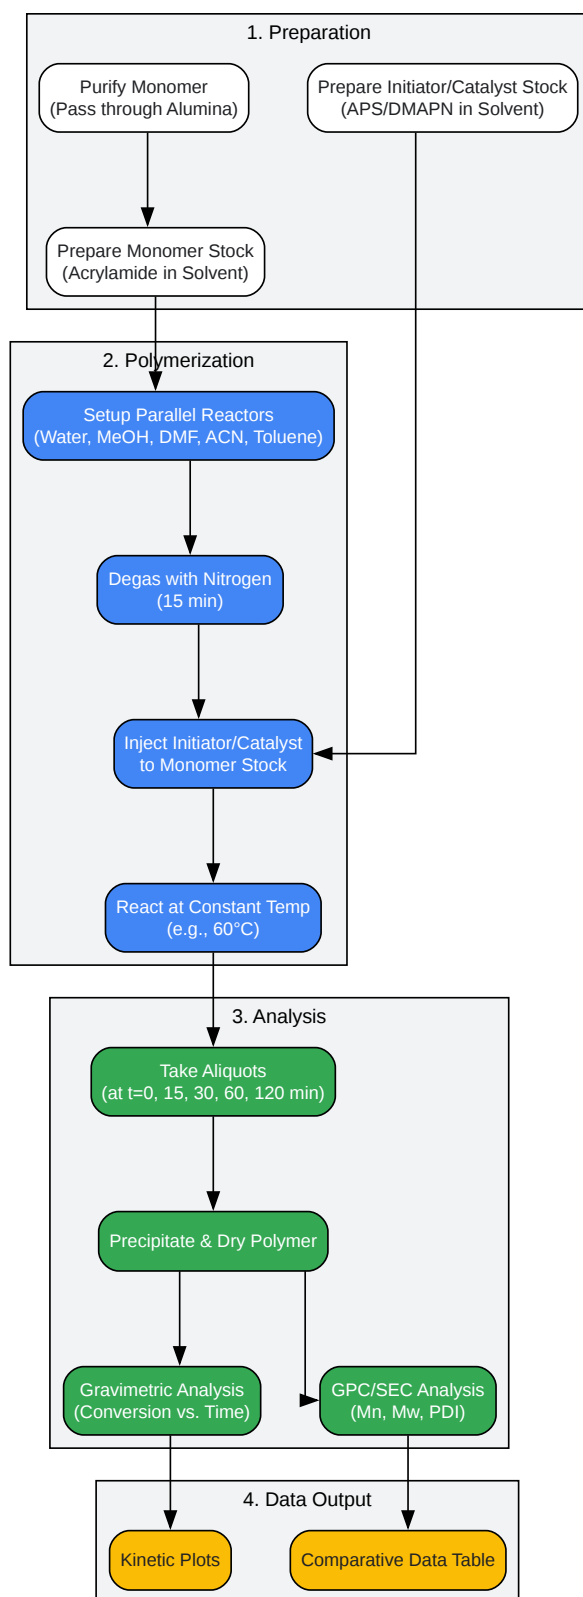 1. Preparation
Purify Monomer
(Pass through Alumina)
Prepare Initiator/Catalyst Stock
(APS/DMAPN in Solvent)
Prepare Monomer Stock
(Acrylamide in Solvent)
2. Polymerization
Setup Parallel Reactors
(Water, MeOH, DMF, ACN, Toluene)
Degas with Nitrogen
(15 min)
Inject Initiator/Catalyst
to Monomer Stock
React at Constant Temp
(e.g., 60°C)
3. Analysis
Take Aliquots
(at t=0, 15, 30, 60, 120 min)
Precipitate & Dry Polymer
Gravimetric Analysis
(Conversion vs. Time)
GPC/SEC Analysis
(Mn, Mw, PDI)
4. Data Output
Kinetic Plots
Comparative Data Table